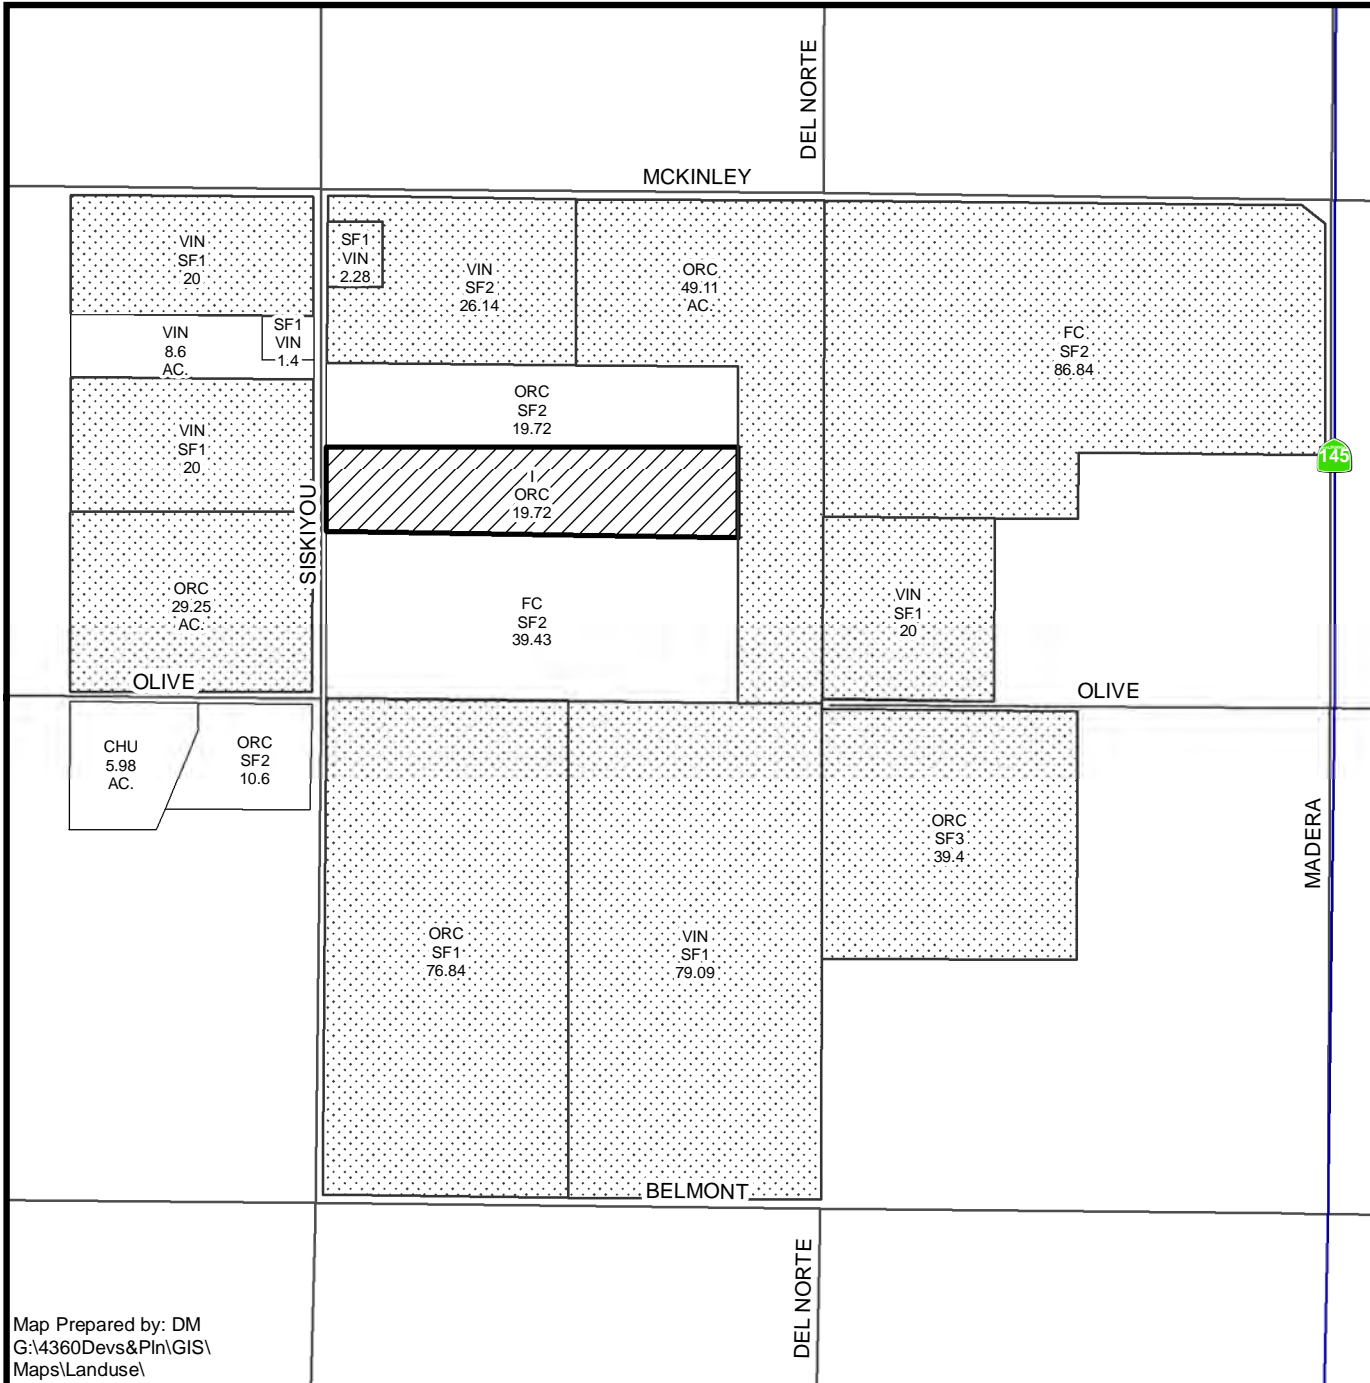 DEL NORTE
MCKINLEY
VIN
SF1
20
SF1
VIN
2.28
VIN
SF2
26.14
ORC
49.11
AC.
FC
SF2
86.84
VIN
8.6
AC.
SF1
VIN
1.4
ORC
SF2
19.72
VIN
SF1
20
I
ORC
19.72
145
SISKIYOU
ORC
29.25
AC.
FC
SF2
39.43
VIN
SF1
20
OLIVE
OLIVE
CHU
5.98
AC.
ORC
SF2
10.6
ORC
SF3
39.4
MADERA
ORC
SF1
76.84
VIN
SF1
79.09
BELMONT
DEL NORTE
Map Prepared by: DM
G:\4360Devs&Pln\GIS\
Maps\Landuse\